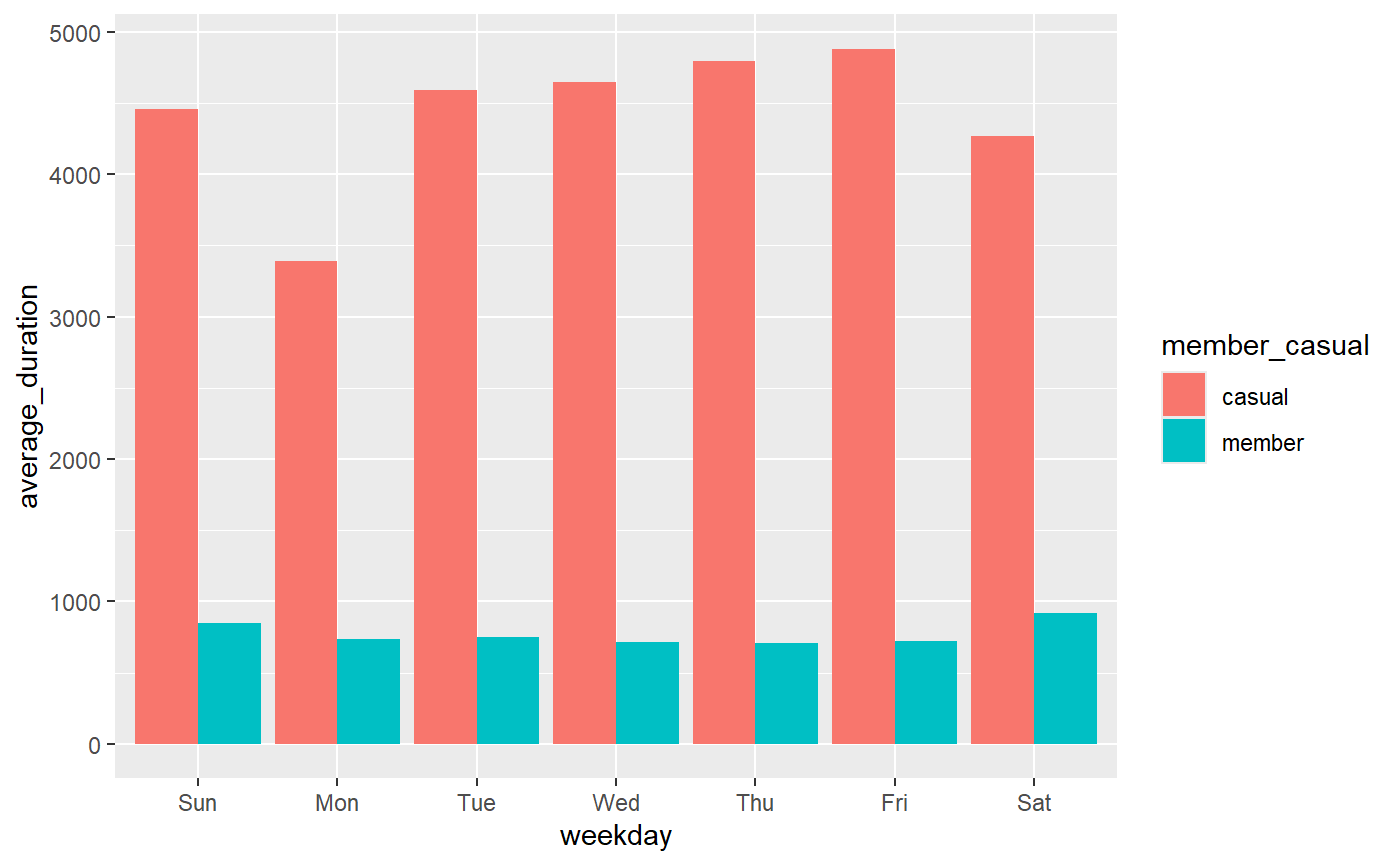 5000
4000
3000
2000
1000
0
average_duration
Sun Mon Tue Wed Thu Fri Sat
weekday
member_casual
casual
member